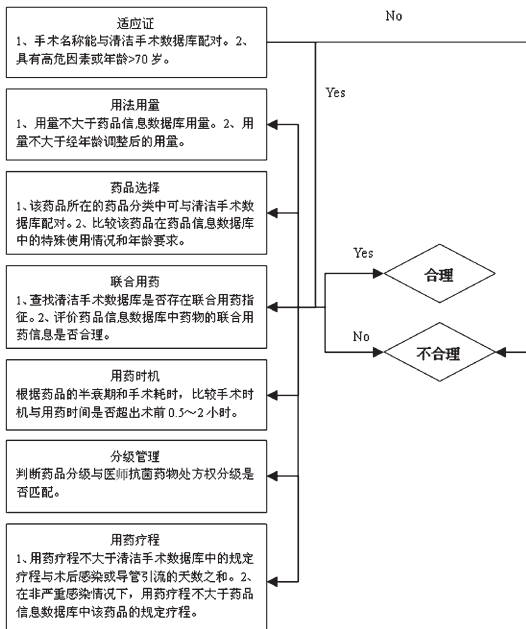 适应证
1、手术名称能与清洁手术数据库配对。2、
具有高危因素或年龄>70 岁。
No
Yes
用法用量
1、用量不大于药品信息数据库用量。2、用
量不大于经年龄调整后的用量。
药品选择
1、该药品所在的药品分类中可与清洁手术数
据库配对。2、比较该药品在药品信息数据库
中的特殊使用情况和年龄要求。
联合用药
1、查找清洁手术数据库是否存在联合用药指
征。2、评价药品信息数据库中药物的联合用
药信息是否合理。
Yes
合理
No
不合理
用药时机
根据药品的半衰期和手术耗时，比较手术时
机与用药时间是否超出术前 0.5～2 小时。
分级管理
判断药品分级与医师抗菌药物处方权分级是
否匹配。
用药疗程
1、用药疗程不大于清洁手术数据库中的规定
疗程与术后感染或导管引流的天数之和。2、
在非严重感染情况下，用药疗程不大于药品
信息数据库中该药品的规定疗程。